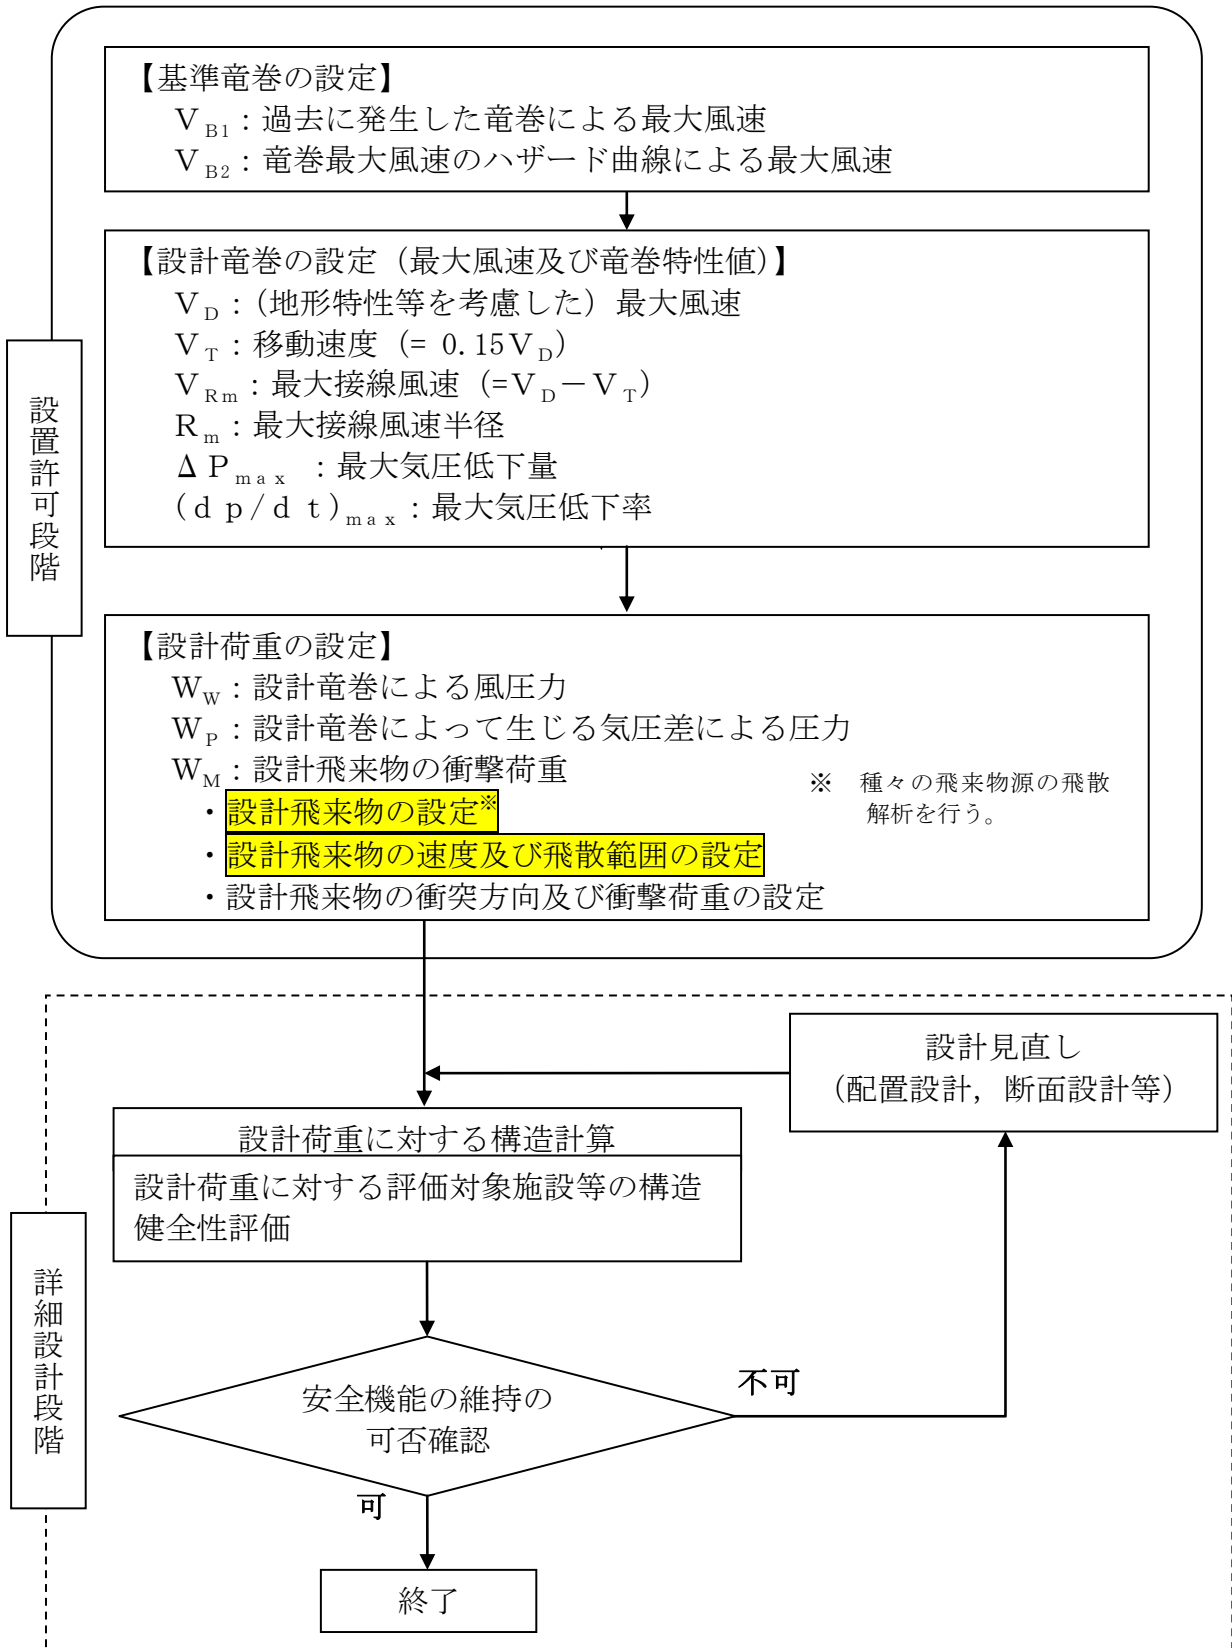 【基準竜巻の設定】
ＶB1：過去に発生した竜巻による最大風速
ＶB2：竜巻最大風速のハザード曲線による最大風速
【設計竜巻の設定（最大風速及び竜巻特性値）】
ＶD：（地形特性等を考慮した）最大風速
ＶT：移動速度（= 0.15ＶD）
ＶRm：最大接線風速（=ＶD－ＶT）
Ｒm：最大接線風速半径
ΔＰmax ：最大気圧低下量
(ｄｐ/ｄｔ)max：最大気圧低下率
設置許可段階
【設計荷重の設定】
ＷW：設計竜巻による風圧力
ＷP：設計竜巻によって生じる気圧差による圧力
ＷM：設計飛来物の衝撃荷重
・設計飛来物の設定※
・設計飛来物の速度及び飛散範囲の設定
・設計飛来物の衝突方向及び衝撃荷重の設定
※　種々の飛来物源の飛散
解析を行う。
設計見直し
（配置設計，断面設計等）
設計荷重に対する構造計算
設計荷重に対する評価対象施設等の構造
健全性評価
詳細設計段階
安全機能の維持の
可否確認
不可
可
終了